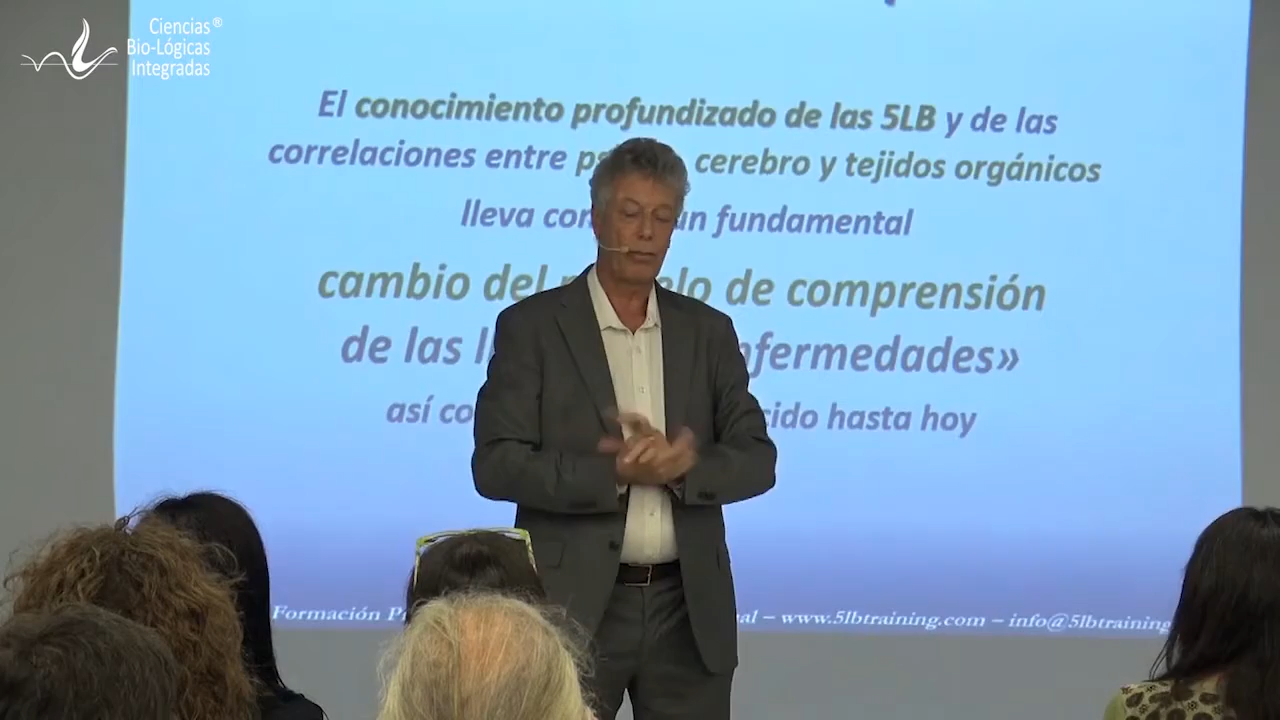 Ciencias®
Bio-Lógicas
Integradas
El conocimiento profundizado de las 5LB y de las
correlaciones entre cerebro y tejidos orgánicos
lleva un fundamental
cambio del de comprensión
de las enfermedades»
así hasta hoy
Formación – www.5lbtraining.com – info@5lbtraining